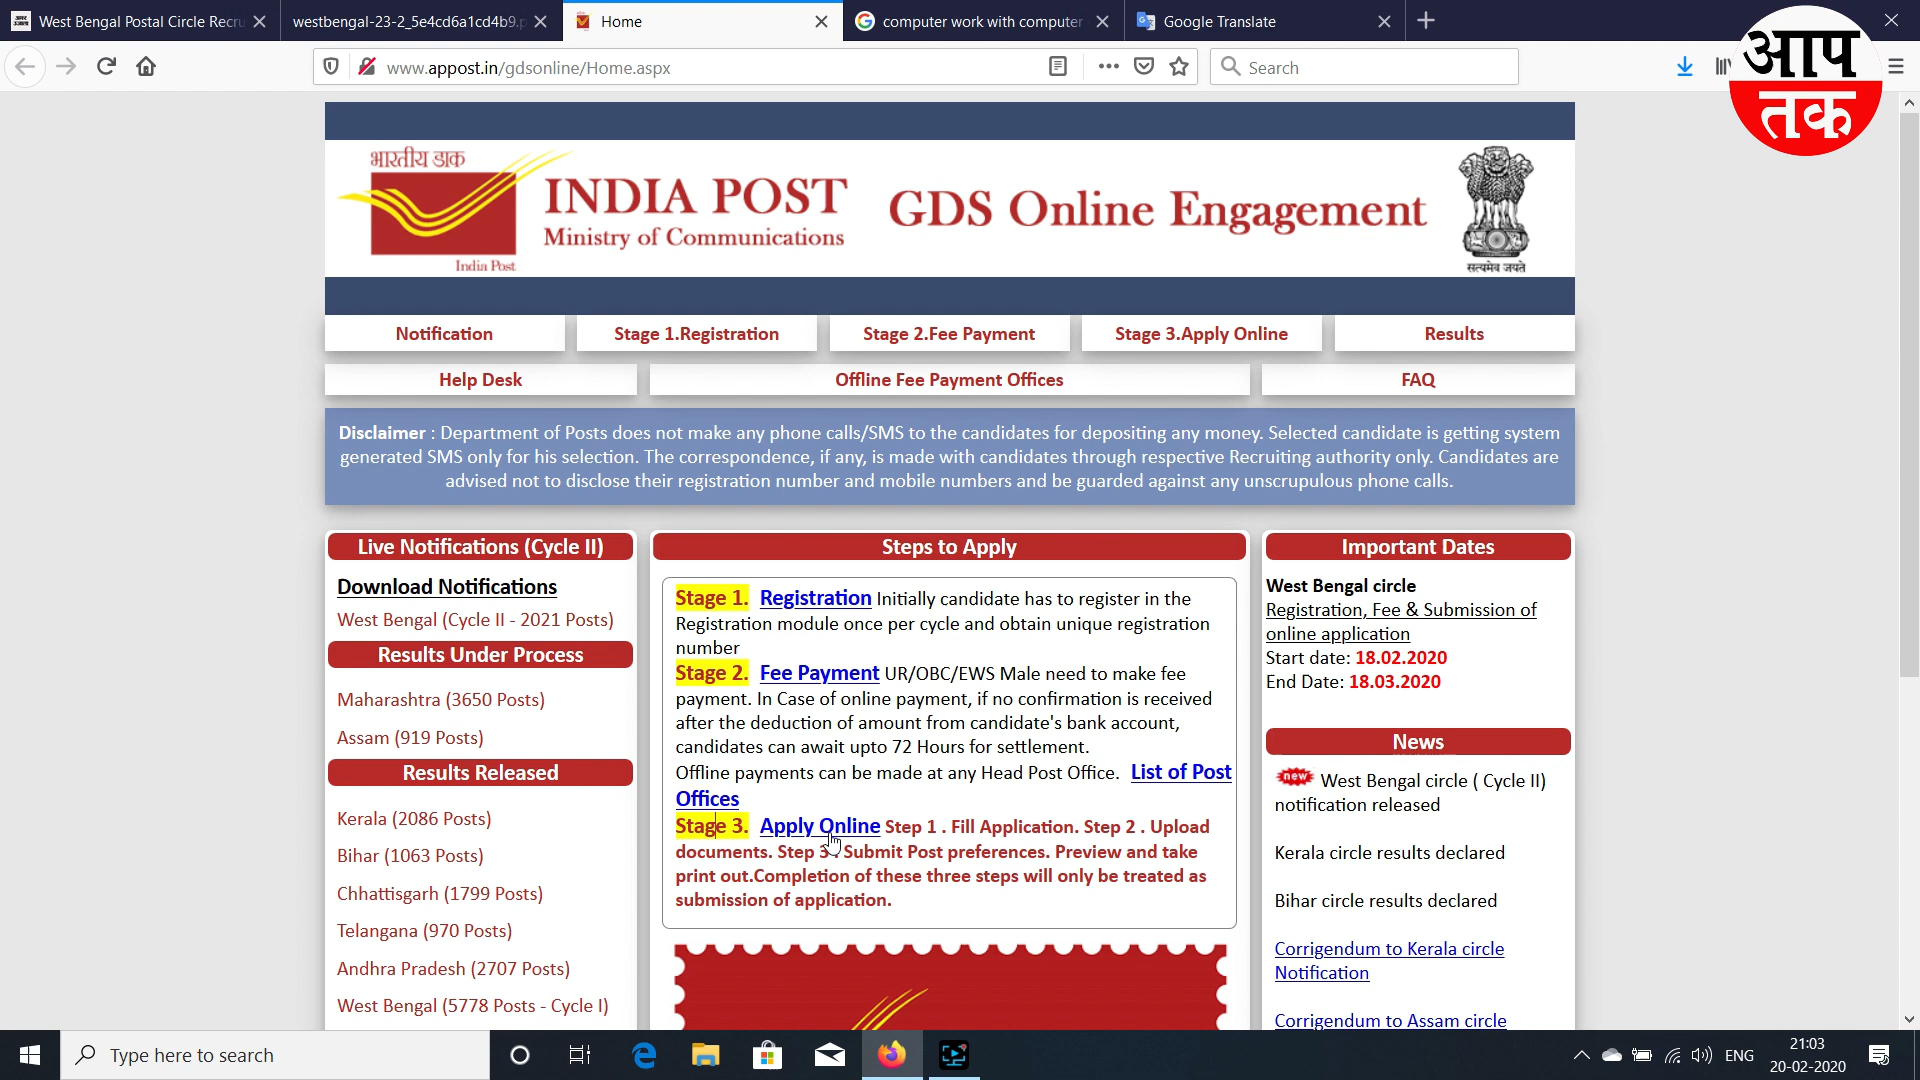 West Bengal Postal Circle Recru
westbengal-23-2_5e4cd6a1cd4b9.p
Home
computer work with computer
Google Translate
www.appost.in/gdsonline/Home.aspx
Search
आप
तक
भारतीय डाक
INDIA POST
Ministry of Communications
India Post
GDS Online Engagement
सत्यमेव जयते
Notification
Stage 1.Registration
Stage 2.Fee Payment
Stage 3.Apply Online
Results
Help Desk
Offline Fee Payment Offices
FAQ
Disclaimer : Department of Posts does not make any phone calls/SMS to the candidates for depositing any money. Selected candidate is getting system
generated SMS only for his selection. The correspondence, if any, is made with candidates through respective Recruiting authority only. Candidates are
advised not to disclose their registration number and mobile numbers and be guarded against any unscrupulous phone calls.
Live Notifications (Cycle II)
Download Notifications
West Bengal (Cycle II - 2021 Posts)
Results Under Process
Maharashtra (3650 Posts)
Assam (919 Posts)
Results Released
Kerala (2086 Posts)
Bihar (1063 Posts)
Chhattisgarh (1799 Posts)
Telangana (970 Posts)
Andhra Pradesh (2707 Posts)
West Bengal (5778 Posts - Cycle I)
Steps to Apply
Stage 1. Registration Initially candidate has to register in the
Registration module once per cycle and obtain unique registration
number
Stage 2. Fee Payment UR/OBC/EWS Male need to make fee
payment. In Case of online payment, if no confirmation is received
after the deduction of amount from candidate's bank account,
candidates can await upto 72 Hours for settlement.
Offline payments can be made at any Head Post Office. List of Post
Offices
Stage 3. Apply Online Step 1 . Fill Application. Step 2 . Upload
documents. Step 3 . Submit Post preferences. Preview and take
print out.Completion of these three steps will only be treated as
submission of application.
Important Dates
West Bengal circle
Registration, Fee & Submission of
online application
Start date: 18.02.2020
End Date: 18.03.2020
News
new West Bengal circle ( Cycle II)
notification released
Kerala circle results declared
Bihar circle results declared
Corrigendum to Kerala circle
Notification
Corrigendum to Assam circle
Type here to search
ENG
21:03
20-02-2020